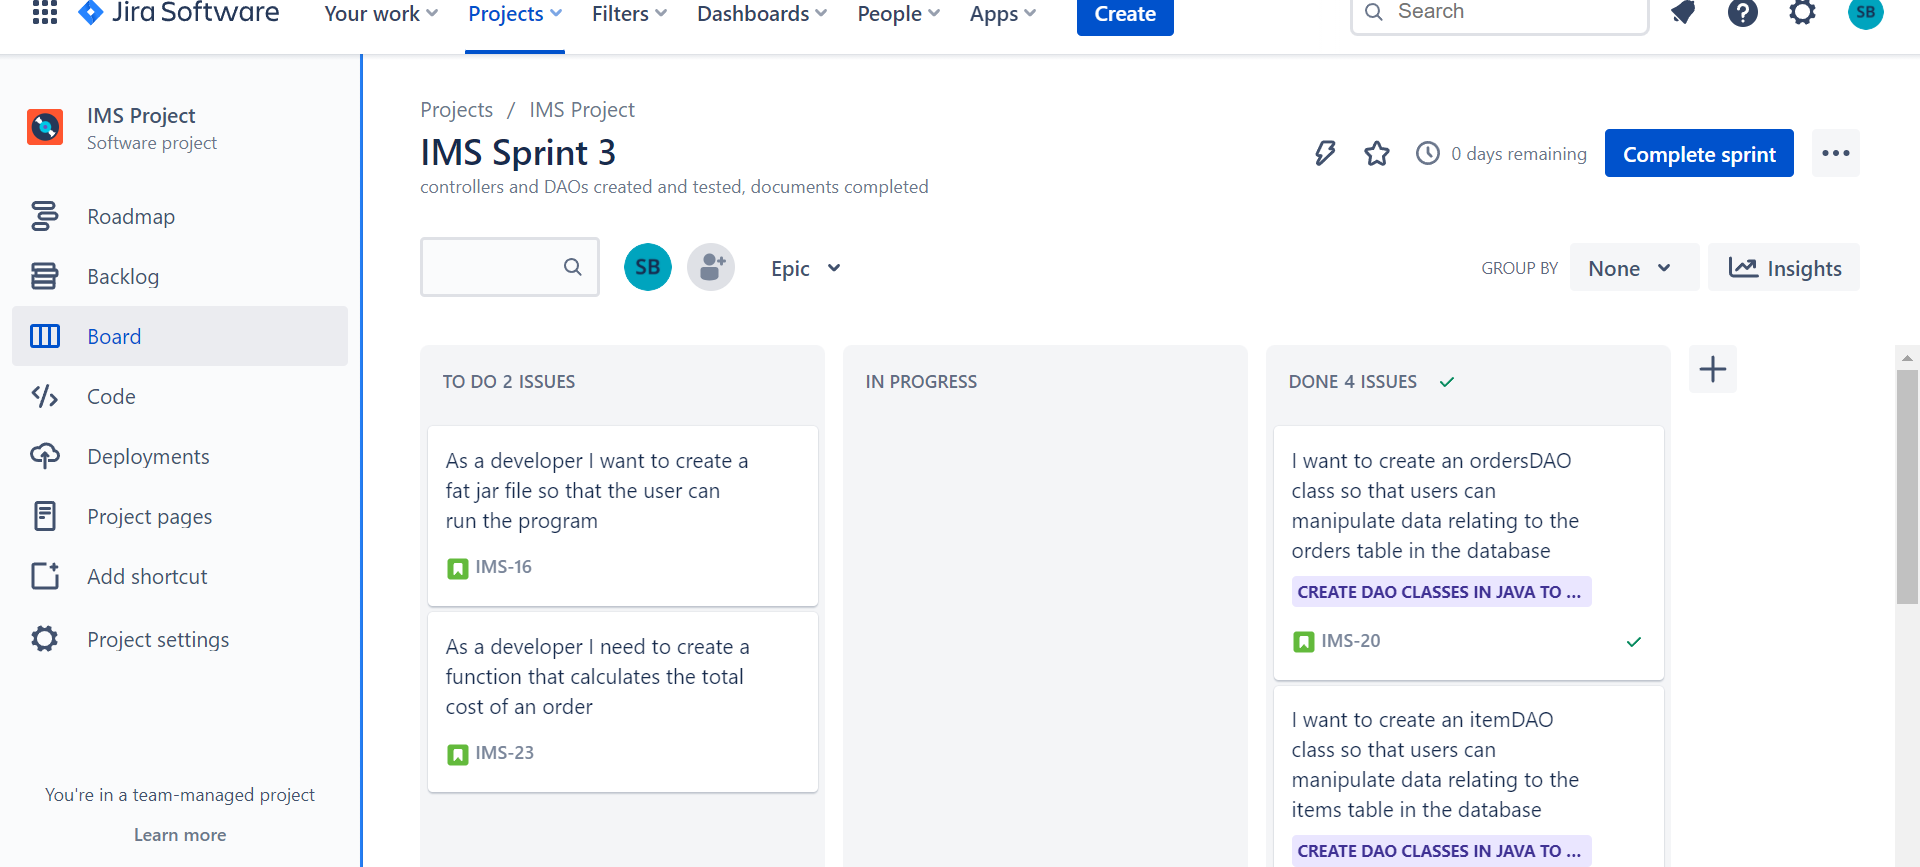 Jira Software
Your work
Projects
Filters
Dashboards
People
Apps
Create
Search
SB
IMS Project
Software project
Roadmap
Backlog
Board
Code
Deployments
Project pages
Add shortcut
Project settings
You're in a team-managed project
Learn more
Projects / IMS Project
IMS Sprint 3
controllers and DAOs created and tested, documents completed
0 days remaining
Complete sprint
SB
Epic
GROUP BY
None
Insights
TO DO 2 ISSUES
As a developer I want to create a
fat jar file so that the user can
run the program
IMS-16
As a developer I need to create a
function that calculates the total
cost of an order
IMS-23
IN PROGRESS
DONE 4 ISSUES
I want to create an ordersDAO
class so that users can
manipulate data relating to the
orders table in the database
CREATE DAO CLASSES IN JAVA TO ...
IMS-20
I want to create an itemDAO
class so that users can
manipulate data relating to the
items table in the database
CREATE DAO CLASSES IN JAVA TO ...